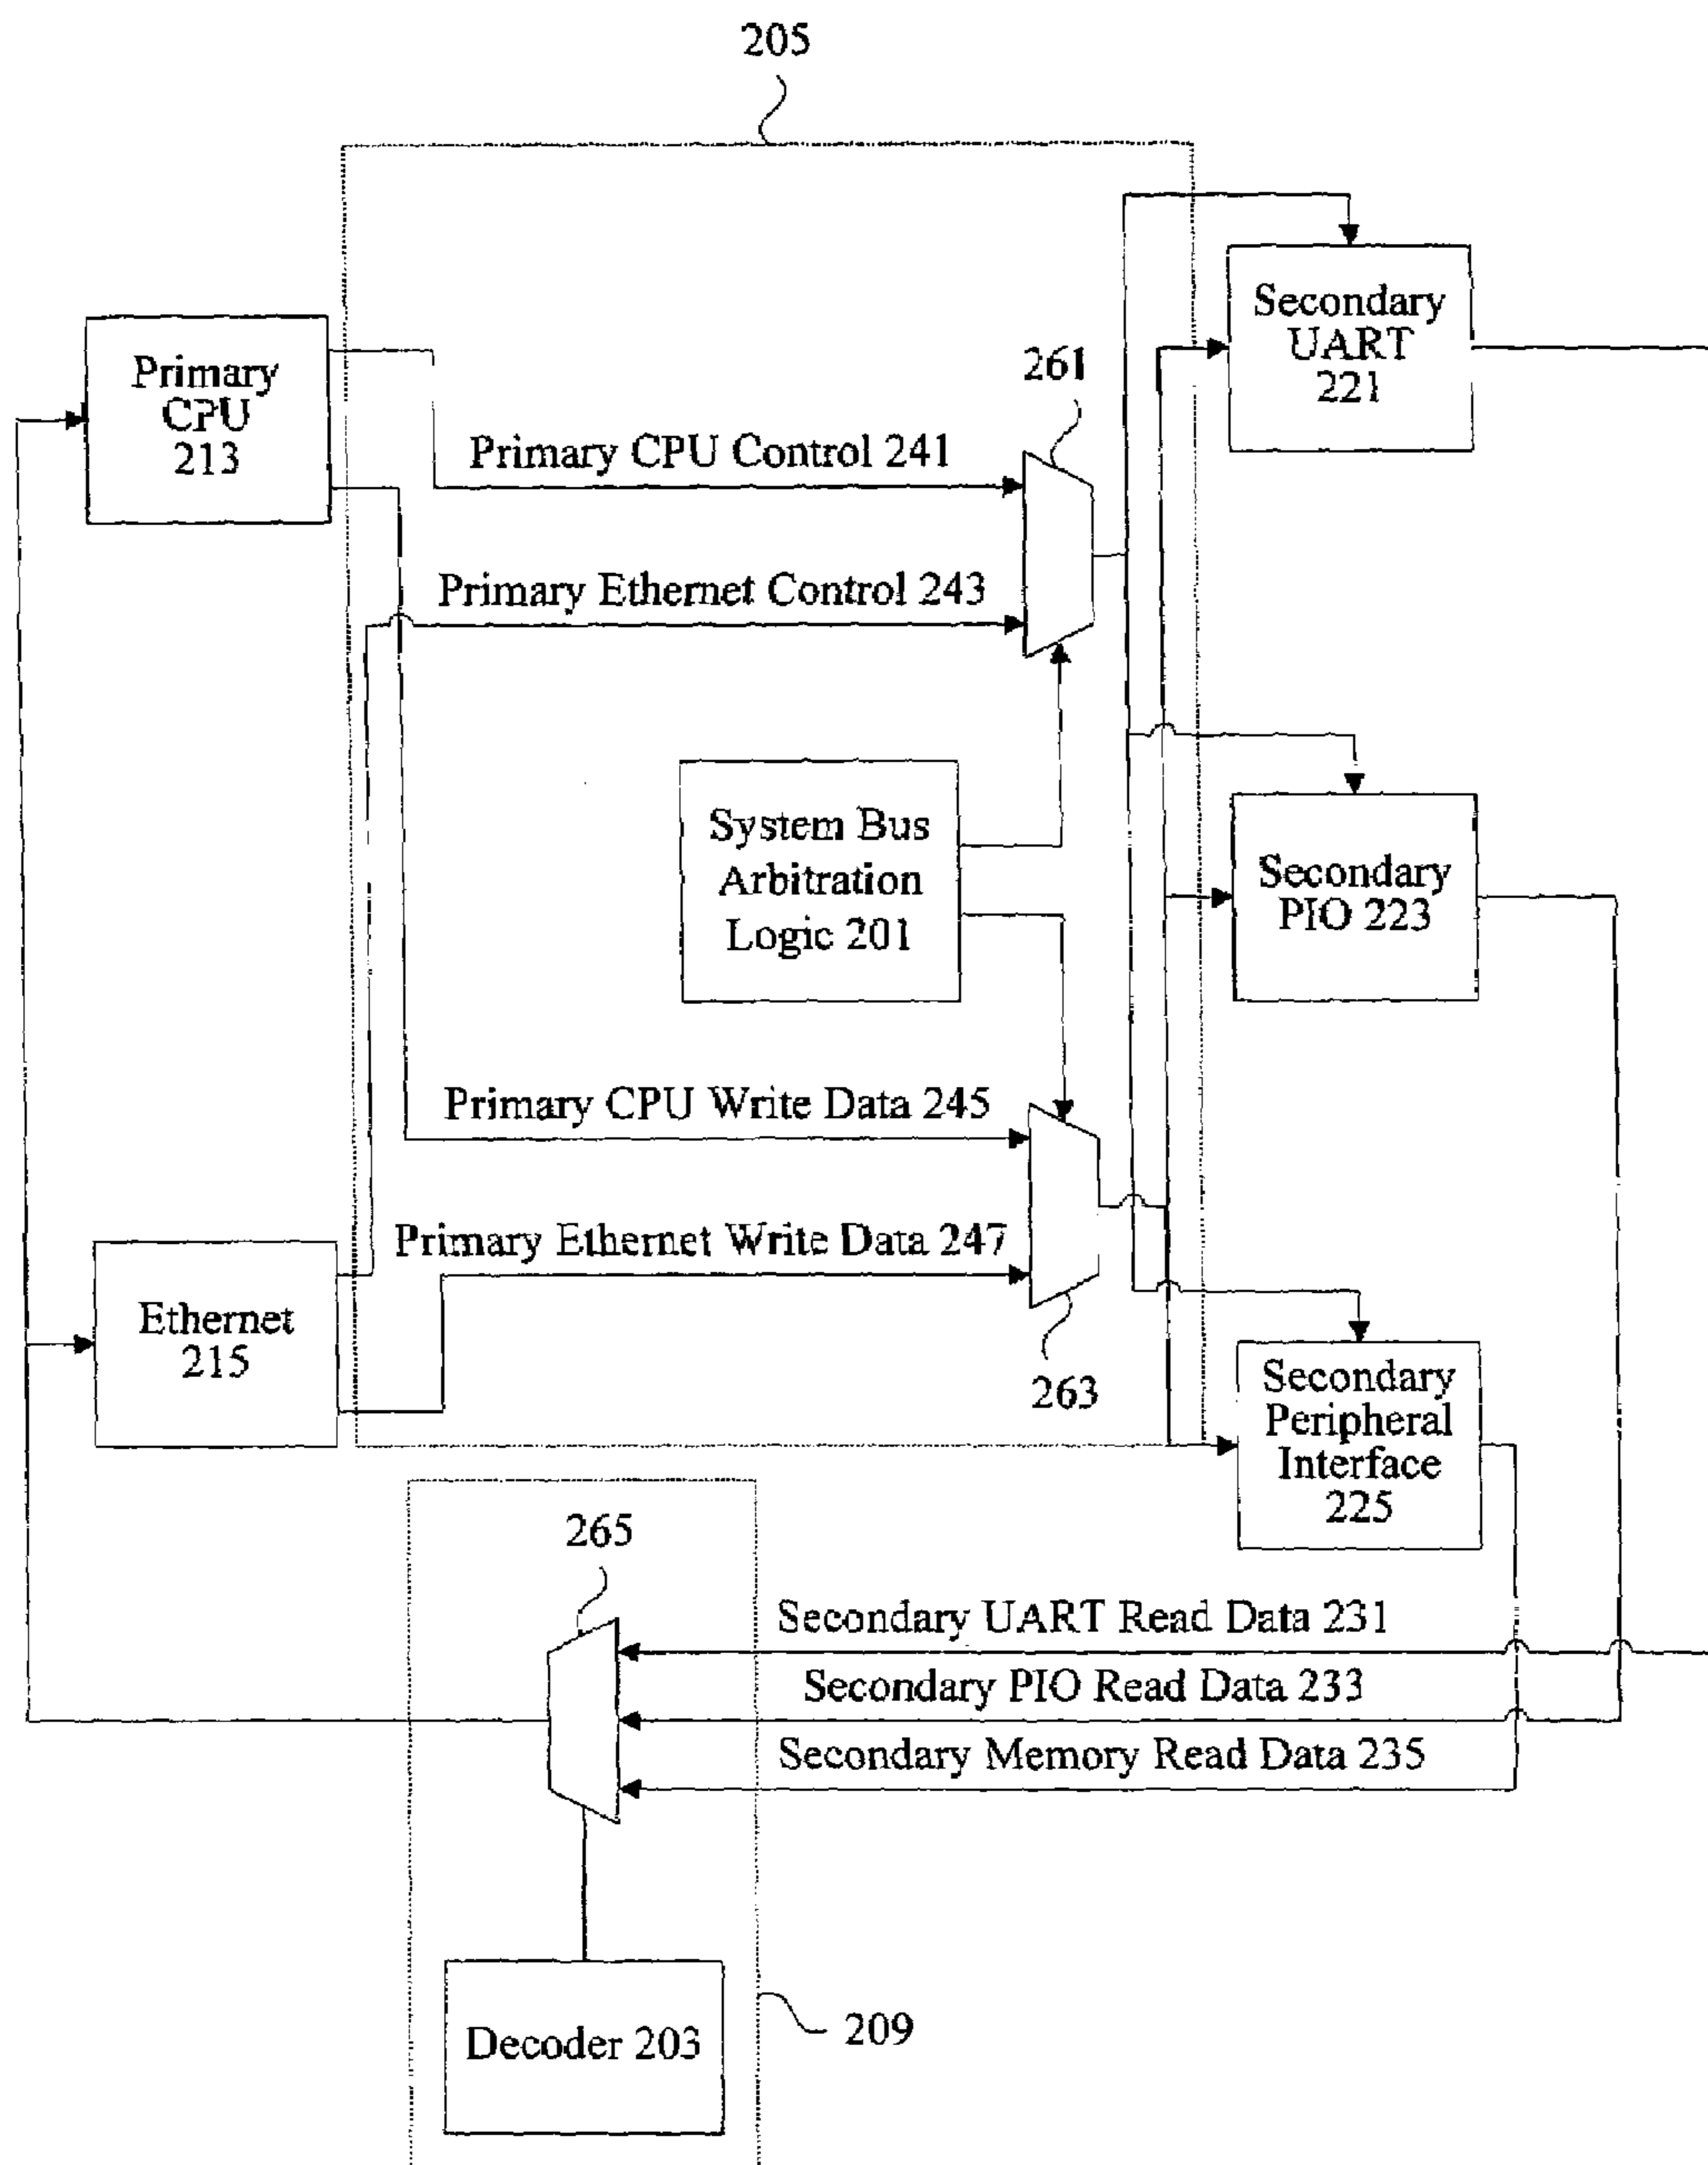 205
Secondary
UART
221
Primary
CPU
213
261
Primary CPU Control 241
Primary Ethernet Control 243
System Bus
Arbitration
Logic 201
Secondary
PIO 223
Primary CPU Write Data 245
Primary Ethernet Write Data 247
Ethernet
215
263
Secondary
Peripheral
Interface
225
265
Secondary UART Read Data 231
Secondary PIO Read Data 233
Secondary Memory Read Data 235
Decoder 203
209